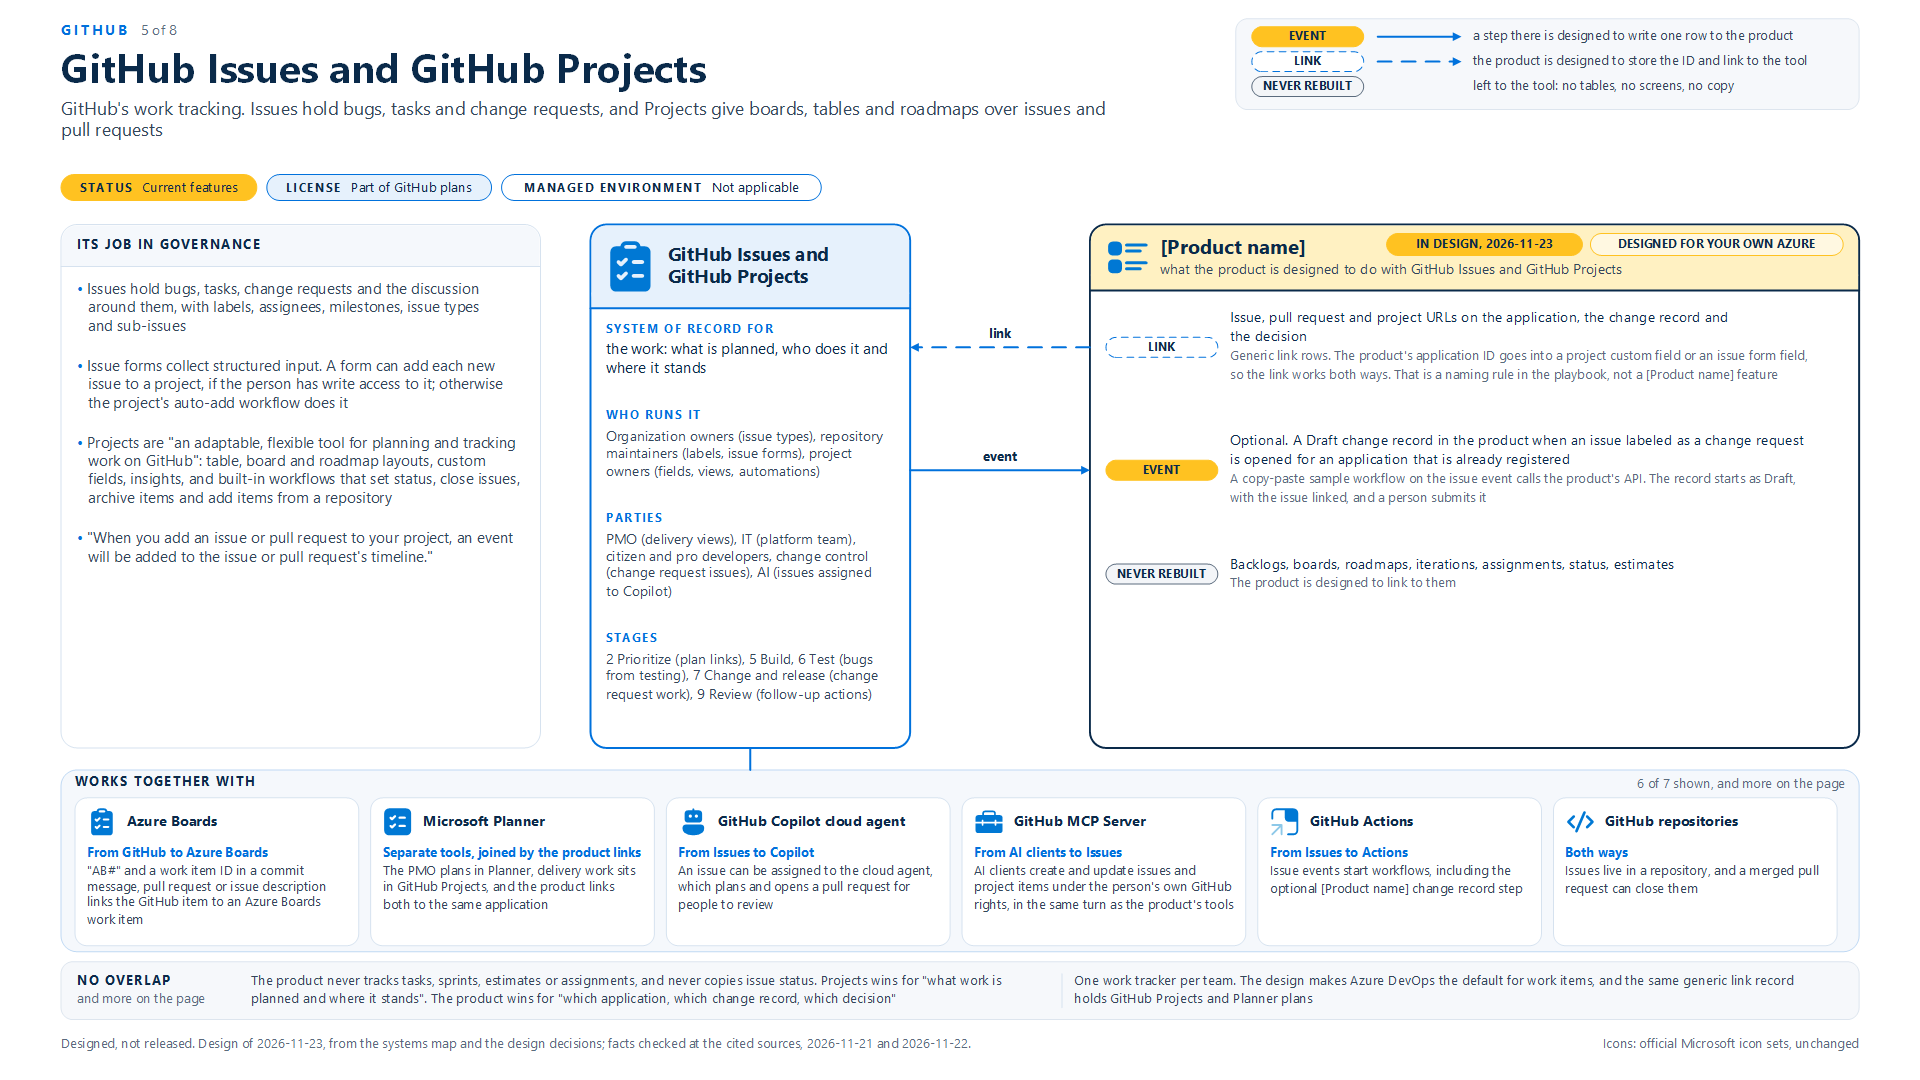 GITHUB 5 of 8
GitHub Issues and GitHub Projects
GitHub's work tracking. Issues hold bugs, tasks and change requests, and Projects give boards, tables and roadmaps over issues and
pull requests
EVENT a step there is designed to write one row to the product
LINK the product is designed to store the ID and link to the tool
NEVER REBUILT left to the tool: no tables, no screens, no copy
STATUS Current features
LICENSE Part of GitHub plans
MANAGED ENVIRONMENT Not applicable
ITS JOB IN GOVERNANCE
• Issues hold bugs, tasks, change requests and the discussion
around them, with labels, assignees, milestones, issue types
and sub-issues
• Issue forms collect structured input. A form can add each new
issue to a project, if the person has write access to it; otherwise
the project's auto-add workflow does it
• Projects are "an adaptable, flexible tool for planning and tracking
work on GitHub": table, board and roadmap layouts, custom
fields, insights, and built-in workflows that set status, close issues,
archive items and add items from a repository
• "When you add an issue or pull request to your project, an event
will be added to the issue or pull request's timeline."
GitHub Issues and
GitHub Projects
SYSTEM OF RECORD FOR
the work: what is planned, who does it and
where it stands
WHO RUNS IT
Organization owners (issue types), repository
maintainers (labels, issue forms), project
owners (fields, views, automations)
PARTIES
PMO (delivery views), IT (platform team),
citizen and pro developers, change control
(change request issues), AI (issues assigned
to Copilot)
STAGES
2 Prioritize (plan links), 5 Build, 6 Test (bugs
from testing), 7 Change and release (change
request work), 9 Review (follow-up actions)
link
event
[Product name]
IN DESIGN, 2026-11-23
DESIGNED FOR YOUR OWN AZURE
what the product is designed to do with GitHub Issues and GitHub Projects
LINK
Issue, pull request and project URLs on the application, the change record and
the decision
Generic link rows. The product's application ID goes into a project custom field or an issue form field,
so the link works both ways. That is a naming rule in the playbook, not a [Product name] feature
EVENT
Optional. A Draft change record in the product when an issue labeled as a change request
is opened for an application that is already registered
A copy-paste sample workflow on the issue event calls the product's API. The record starts as Draft,
with the issue linked, and a person submits it
NEVER REBUILT
Backlogs, boards, roadmaps, iterations, assignments, status, estimates
The product is designed to link to them
WORKS TOGETHER WITH
6 of 7 shown, and more on the page
Azure Boards
From GitHub to Azure Boards
"AB#" and a work item ID in a commit
message, pull request or issue description
links the GitHub item to an Azure Boards
work item
Microsoft Planner
Separate tools, joined by the product links
The PMO plans in Planner, delivery work sits
in GitHub Projects, and the product links
both to the same application
GitHub Copilot cloud agent
From Issues to Copilot
An issue can be assigned to the cloud agent,
which plans and opens a pull request for
people to review
GitHub MCP Server
From AI clients to Issues
AI clients create and update issues and
project items under the person's own GitHub
rights, in the same turn as the product's tools
GitHub Actions
From Issues to Actions
Issue events start workflows, including the
optional [Product name] change record step
GitHub repositories
Both ways
Issues live in a repository, and a merged pull
request can close them
NO OVERLAP
and more on the page
The product never tracks tasks, sprints, estimates or assignments, and never copies issue status. Projects wins for "what work is
planned and where it stands". The product wins for "which application, which change record, which decision"
One work tracker per team. The design makes Azure DevOps the default for work items, and the same generic link record
holds GitHub Projects and Planner plans
Designed, not released. Design of 2026-11-23, from the systems map and the design decisions; facts checked at the cited sources, 2026-11-21 and 2026-11-22.
Icons: official Microsoft icon sets, unchanged